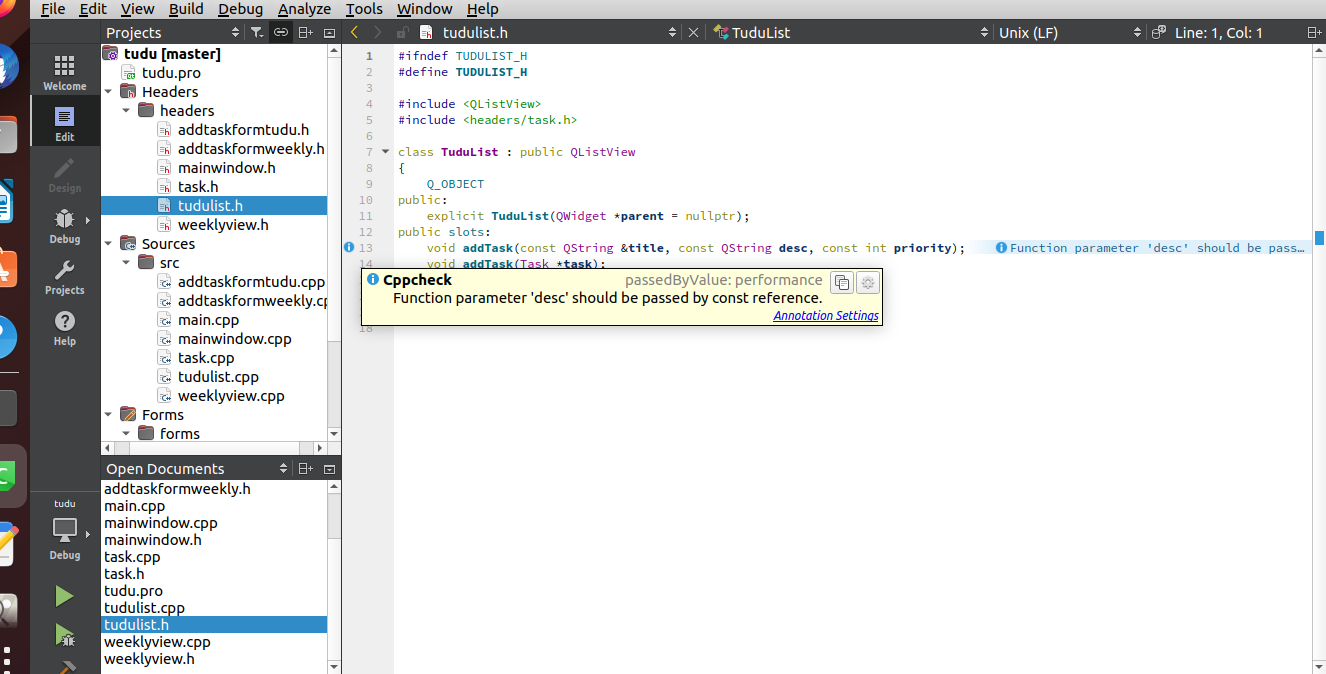 File Edit View Build Debug Analyze Tools Window Help
Projects
tudulist.h
TuduList
Unix (LF)
Line: 1, Col: 1
Welcome
Edit
Design
Debug
Projects
Help
tudu
Debug
tudu [master]
tudu.pro
Headers
headers
addtaskformtudu.h
addtaskformweekly.h
mainwindow.h
task.h
tudulist.h
weeklyview.h
Sources
src
addtaskformtudu.cpp
addtaskformweekly.cp
main.cpp
mainwindow.cpp
task.cpp
tudulist.cpp
weeklyview.cpp
Forms
forms
Open Documents
addtaskformweekly.h
main.cpp
mainwindow.cpp
mainwindow.h
task.cpp
task.h
tudu.pro
tudulist.cpp
tudulist.h
weeklyview.cpp
weeklyview.h
1 #ifndef TUDULIST_H
2 #define TUDULIST_H
3
4 #include <QListView>
5 #include <headers/task.h>
6
7 class TuduList : public QListView
8 {
9 Q_OBJECT
10 public:
11 explicit TuduList(QWidget *parent = nullptr);
12 public slots:
13 void addTask(const QString &title, const QString desc, const int priority); Function parameter 'desc' should be pass…
14 void addTask(Task *task);
Cppcheck passedByValue: performance
Function parameter 'desc' should be passed by const reference.
Annotation Settings
18